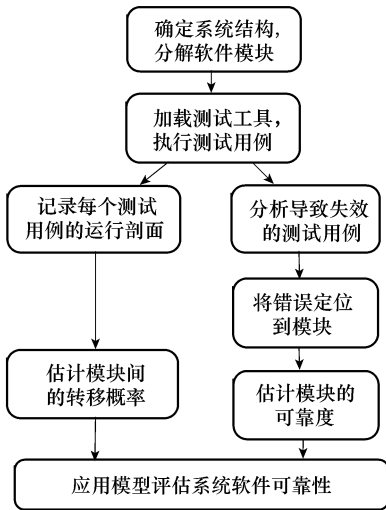 确定系统结构，
分解软件模块
加载测试工具，
执行测试用例
记录每个测试
用例的运行剖面
分析导致失效
的测试用例
将错误定位
到模块
估计模块间
的转移概率
估计模块的
可靠度
应用模型评估系统软件可靠性